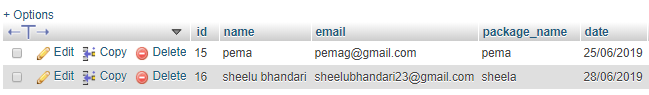 + Options
id name email package_name date
Edit Copy Delete 15 pema pemag@gmail.com pema 25/06/2019
Edit Copy Delete 16 sheelu bhandari sheelubhandari23@gmail.com sheela 28/06/2019